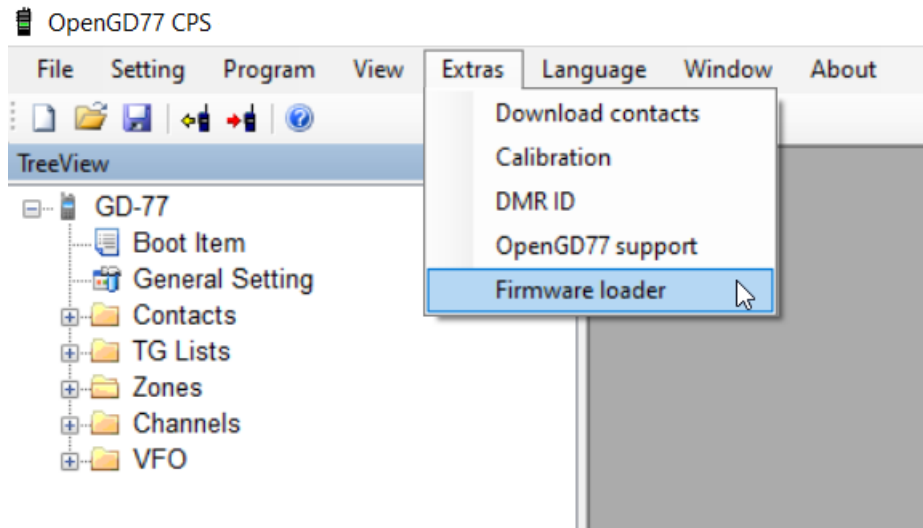 OpenGD77 CPS
File Setting Program View Extras Language Window About
Download contacts
Calibration
DMR ID
OpenGD77 support
Firmware loader
TreeView
GD-77
Boot Item
General Setting
Contacts
TG Lists
Zones
Channels
VFO